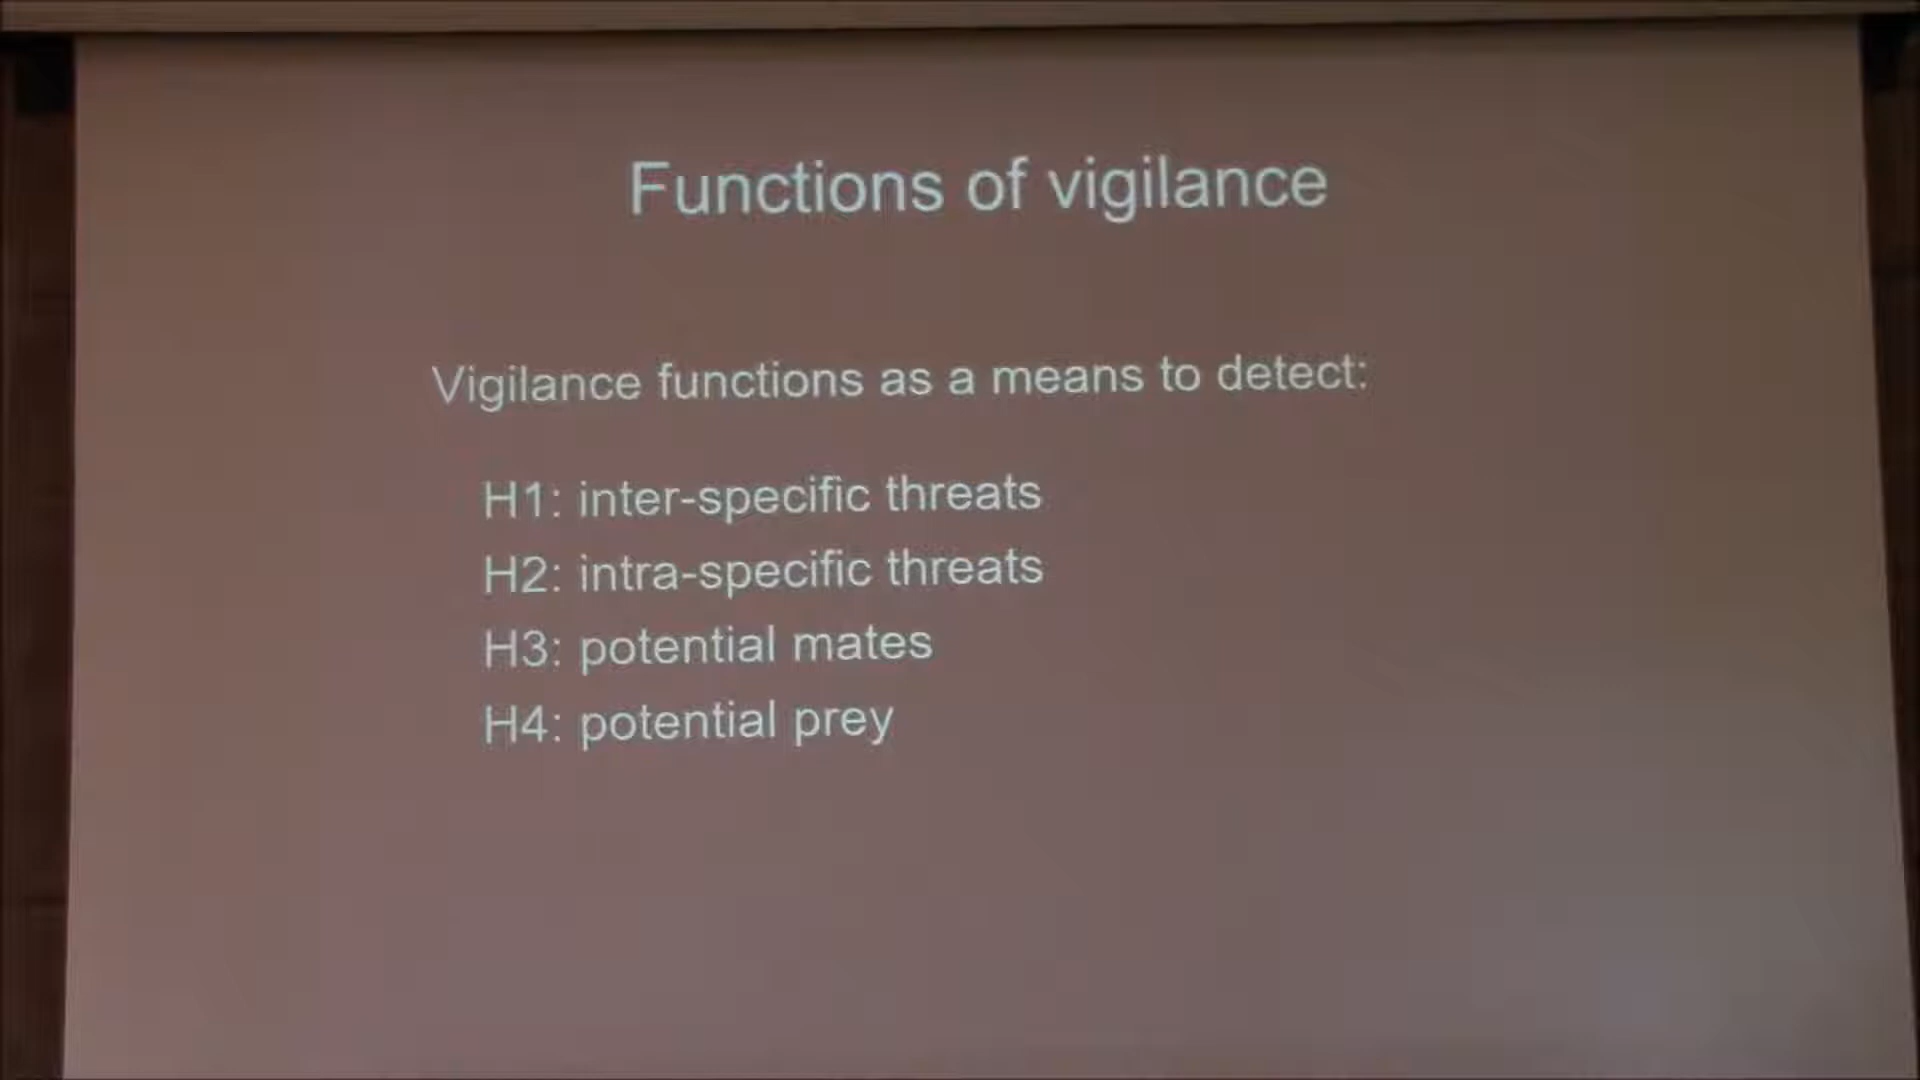 Functions of vigilance
Vigilance functions as a means to detect:
H1: inter-specific threats
H2: intra-specific threats
H3: potential mates
H4: potential prey